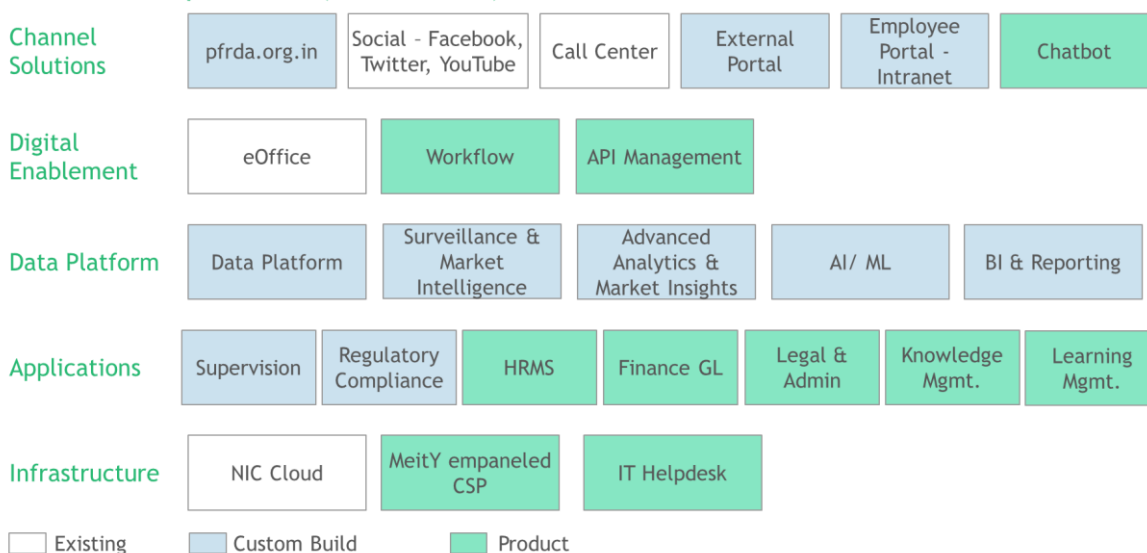 Channel
Solutions
pfrda.org.in
Social - Facebook,
Twitter, YouTube
Call Center
External
Portal
Employee
Portal -
Intranet
Chatbot
Digital
Enablement
eOffice
Workflow
API Management
Data Platform
Data Platform
Surveillance &
Market
Intelligence
Advanced
Analytics &
Market Insights
AI/ ML
BI & Reporting
Applications
Supervision
Regulatory
Compliance
HRMS
Finance GL
Legal &
Admin
Knowledge
Mgmt.
Learning
Mgmt.
Infrastructure
NIC Cloud
MeitY empaneled
CSP
IT Helpdesk
Existing
Custom Build
Product